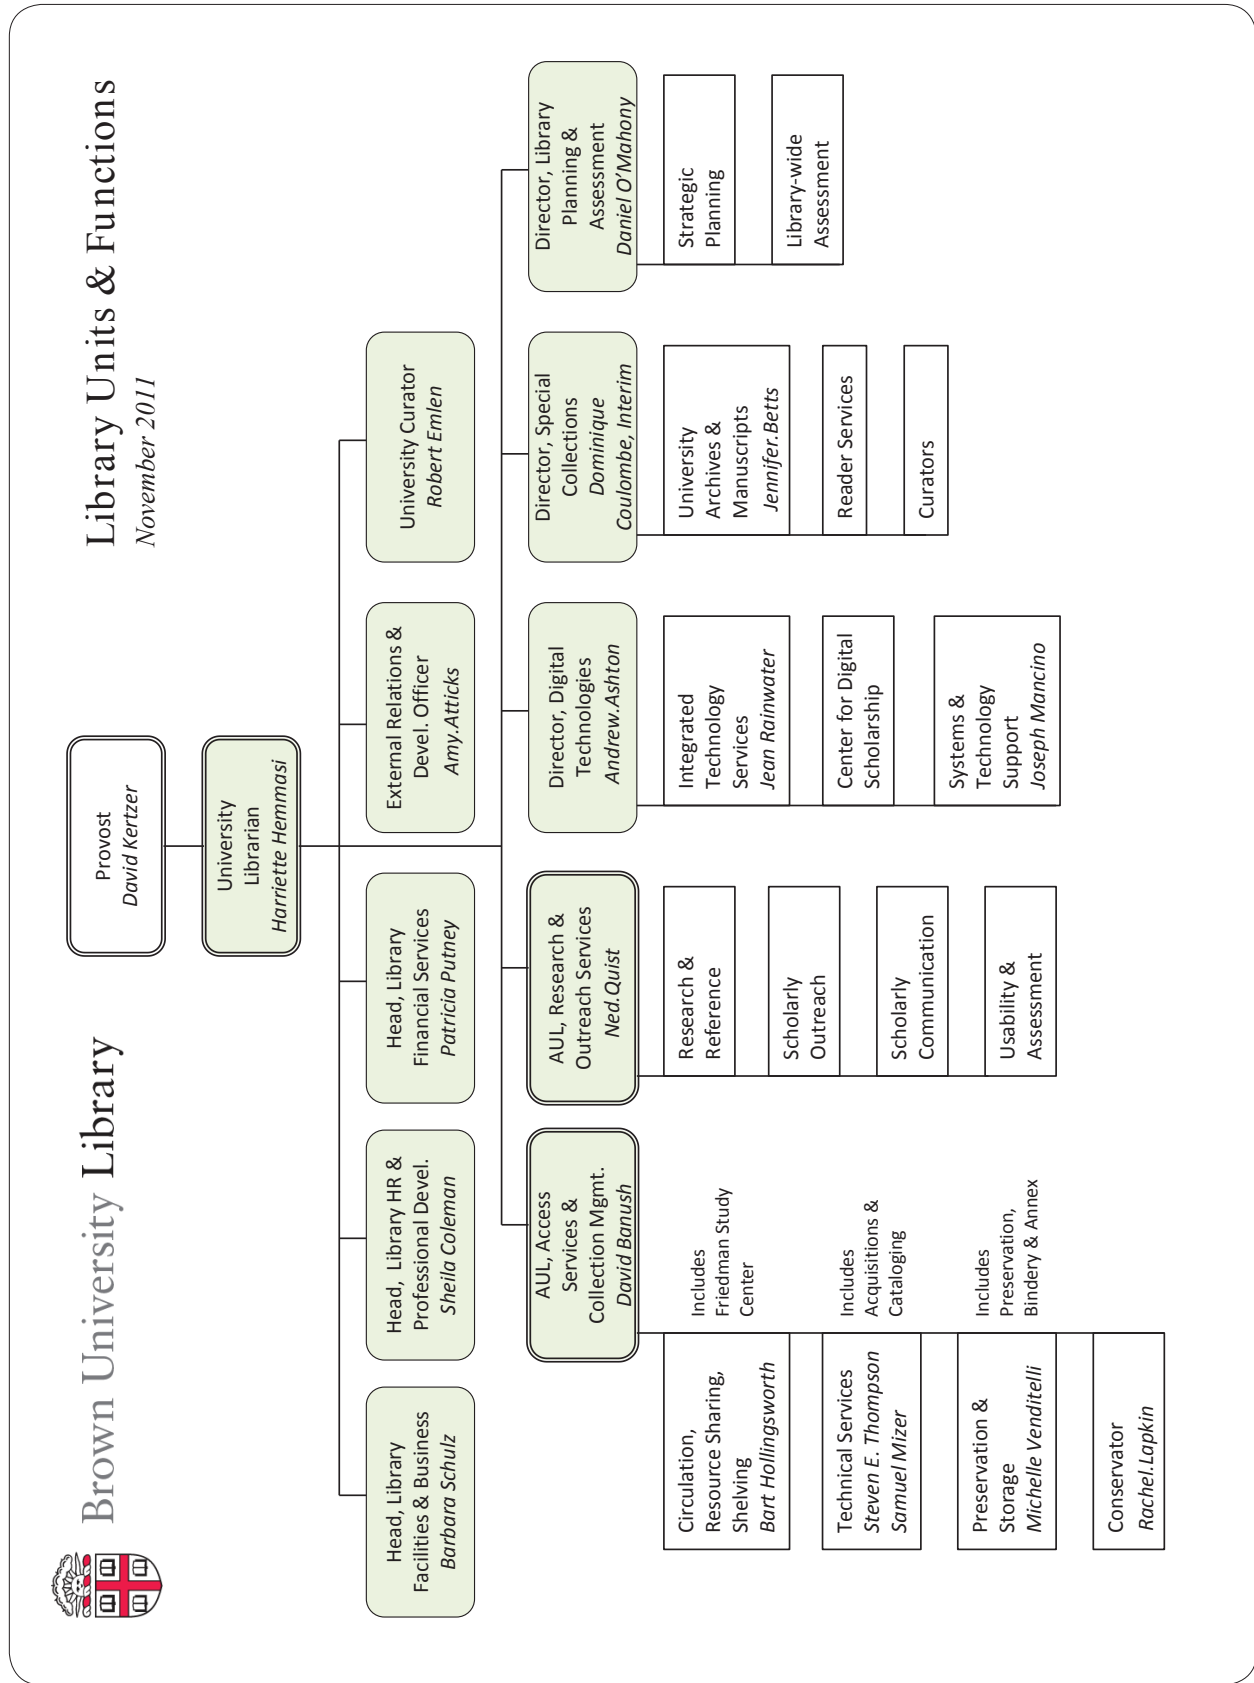 Brown University Library
Library Units & Functions
November 2011
Provost
David Kertzer
University
Librarian
Harriette Hemmasi
Head, Library
Facilities & Business
Barbara Schulz
Head, Library HR &
Professional Devel.
Sheila Coleman
Head, Library
Financial Services
Patricia Putney
External Relations &
Devel. Officer
Amy.Atticks
University Curator
Robert Emlen
AUL, Access
Services &
Collection Mgmt.
David Banush
AUL, Research &
Outreach Services
Ned.Quist
Director, Digital
Technologies
Andrew.Ashton
Director, Special
Collections
Dominique
Coulombe, Interim
Director, Library
Planning &
Assessment
Daniel O'Mahony
Circulation,
Resource Sharing,
Shelving
Bart Hollingsworth
Includes
Friedman Study
Center
Technical Services
Steven E. Thompson
Samuel Mizer
Includes
Acquisitions &
Cataloging
Preservation &
Storage
Michelle Venditelli
Includes
Preservation,
Bindery & Annex
Conservator
Rachel.Lapkin
Research &
Reference
Scholarly
Outreach
Scholarly
Communication
Usability &
Assessment
Integrated
Technology
Services
Jean Rainwater
Center for Digital
Scholarship
Systems &
Technology
Support
Joseph Mancino
University
Archives &
Manuscripts
Jennifer.Betts
Reader Services
Curators
Strategic
Planning
Library-wide
Assessment